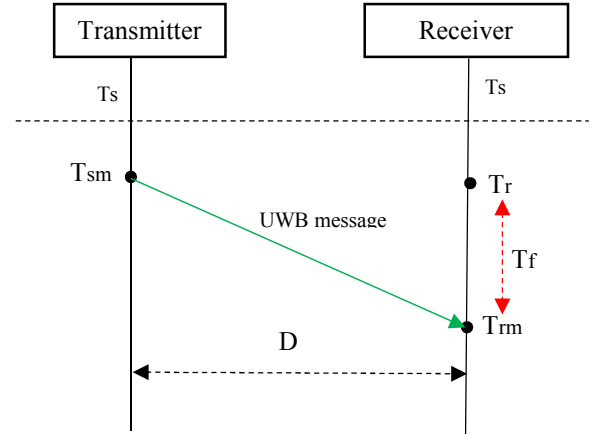 Transmitter Receiver
Ts Ts
Tsm Tr
UWB message
Tf
Trm
D